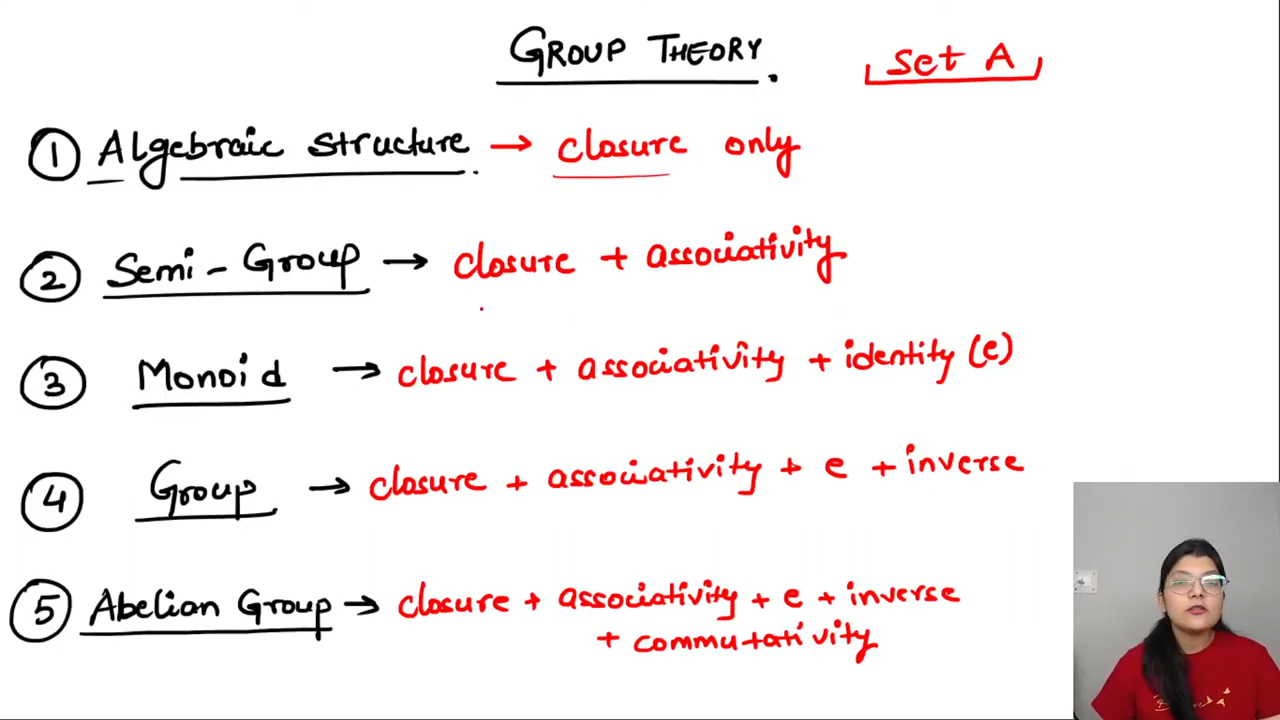 GROUP THEORY.
Set A
① Algebraic Structure → closure only
② Semi-Group → closure + associativity
③ Monoid → closure + associativity + identity (e)
④ Group → closure + associativity + e + inverse
⑤ Abelian Group → closure + associativity + e + inverse
+ commutativity